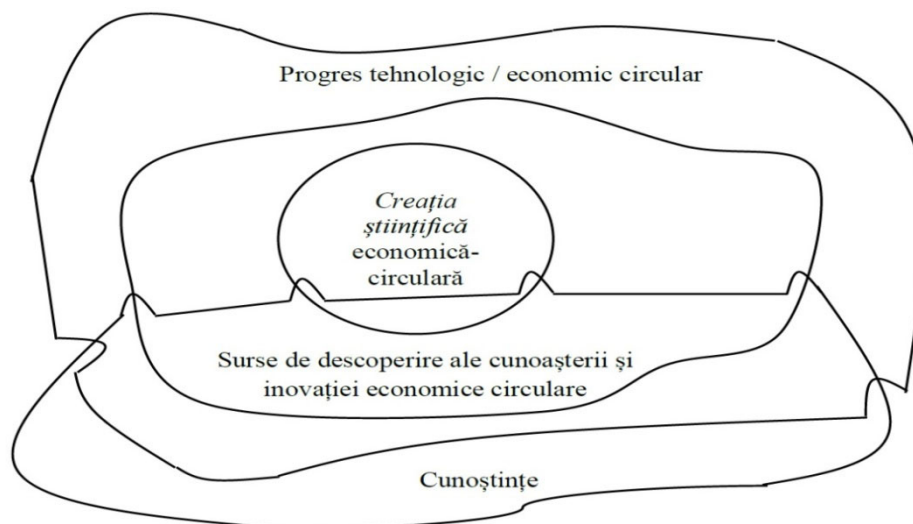 Progres tehnologic / economic circular
Creația
științifică
economică-
circulară
Surse de descoperire ale cunoașterii și
inovației economice circulare
Cunoștințe